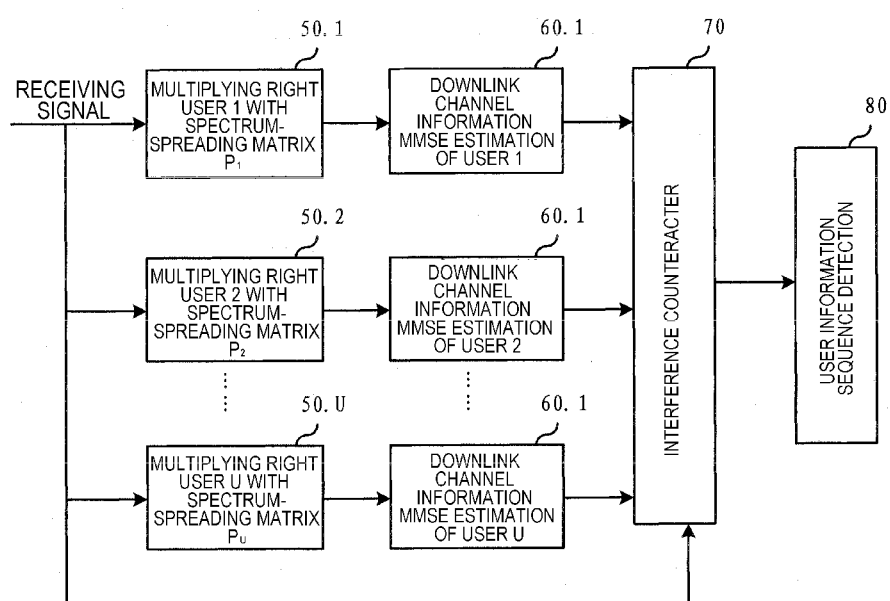 50.1
60.1
70
80
RECEIVING
SIGNAL
MULTIPLYING RIGHT
USER 1 WITH
SPECTRUM-
SPREADING MATRIX
P₁
DOWNLINK
CHANNEL
INFORMATION
MMSE ESTIMATION
OF USER 1
50.2
60.1
MULTIPLYING RIGHT
USER 2 WITH
SPECTRUM-
SPREADING MATRIX
P₂
DOWNLINK
CHANNEL
INFORMATION
MMSE ESTIMATION
OF USER 2
50.U
60.1
MULTIPLYING RIGHT
USER U WITH
SPECTRUM-
SPREADING MATRIX
Pᵤ
DOWNLINK
CHANNEL
INFORMATION
MMSE ESTIMATION
OF USER U
INTERFERENCE COUNTERACTER
USER INFORMATION
SEQUENCE DETECTION